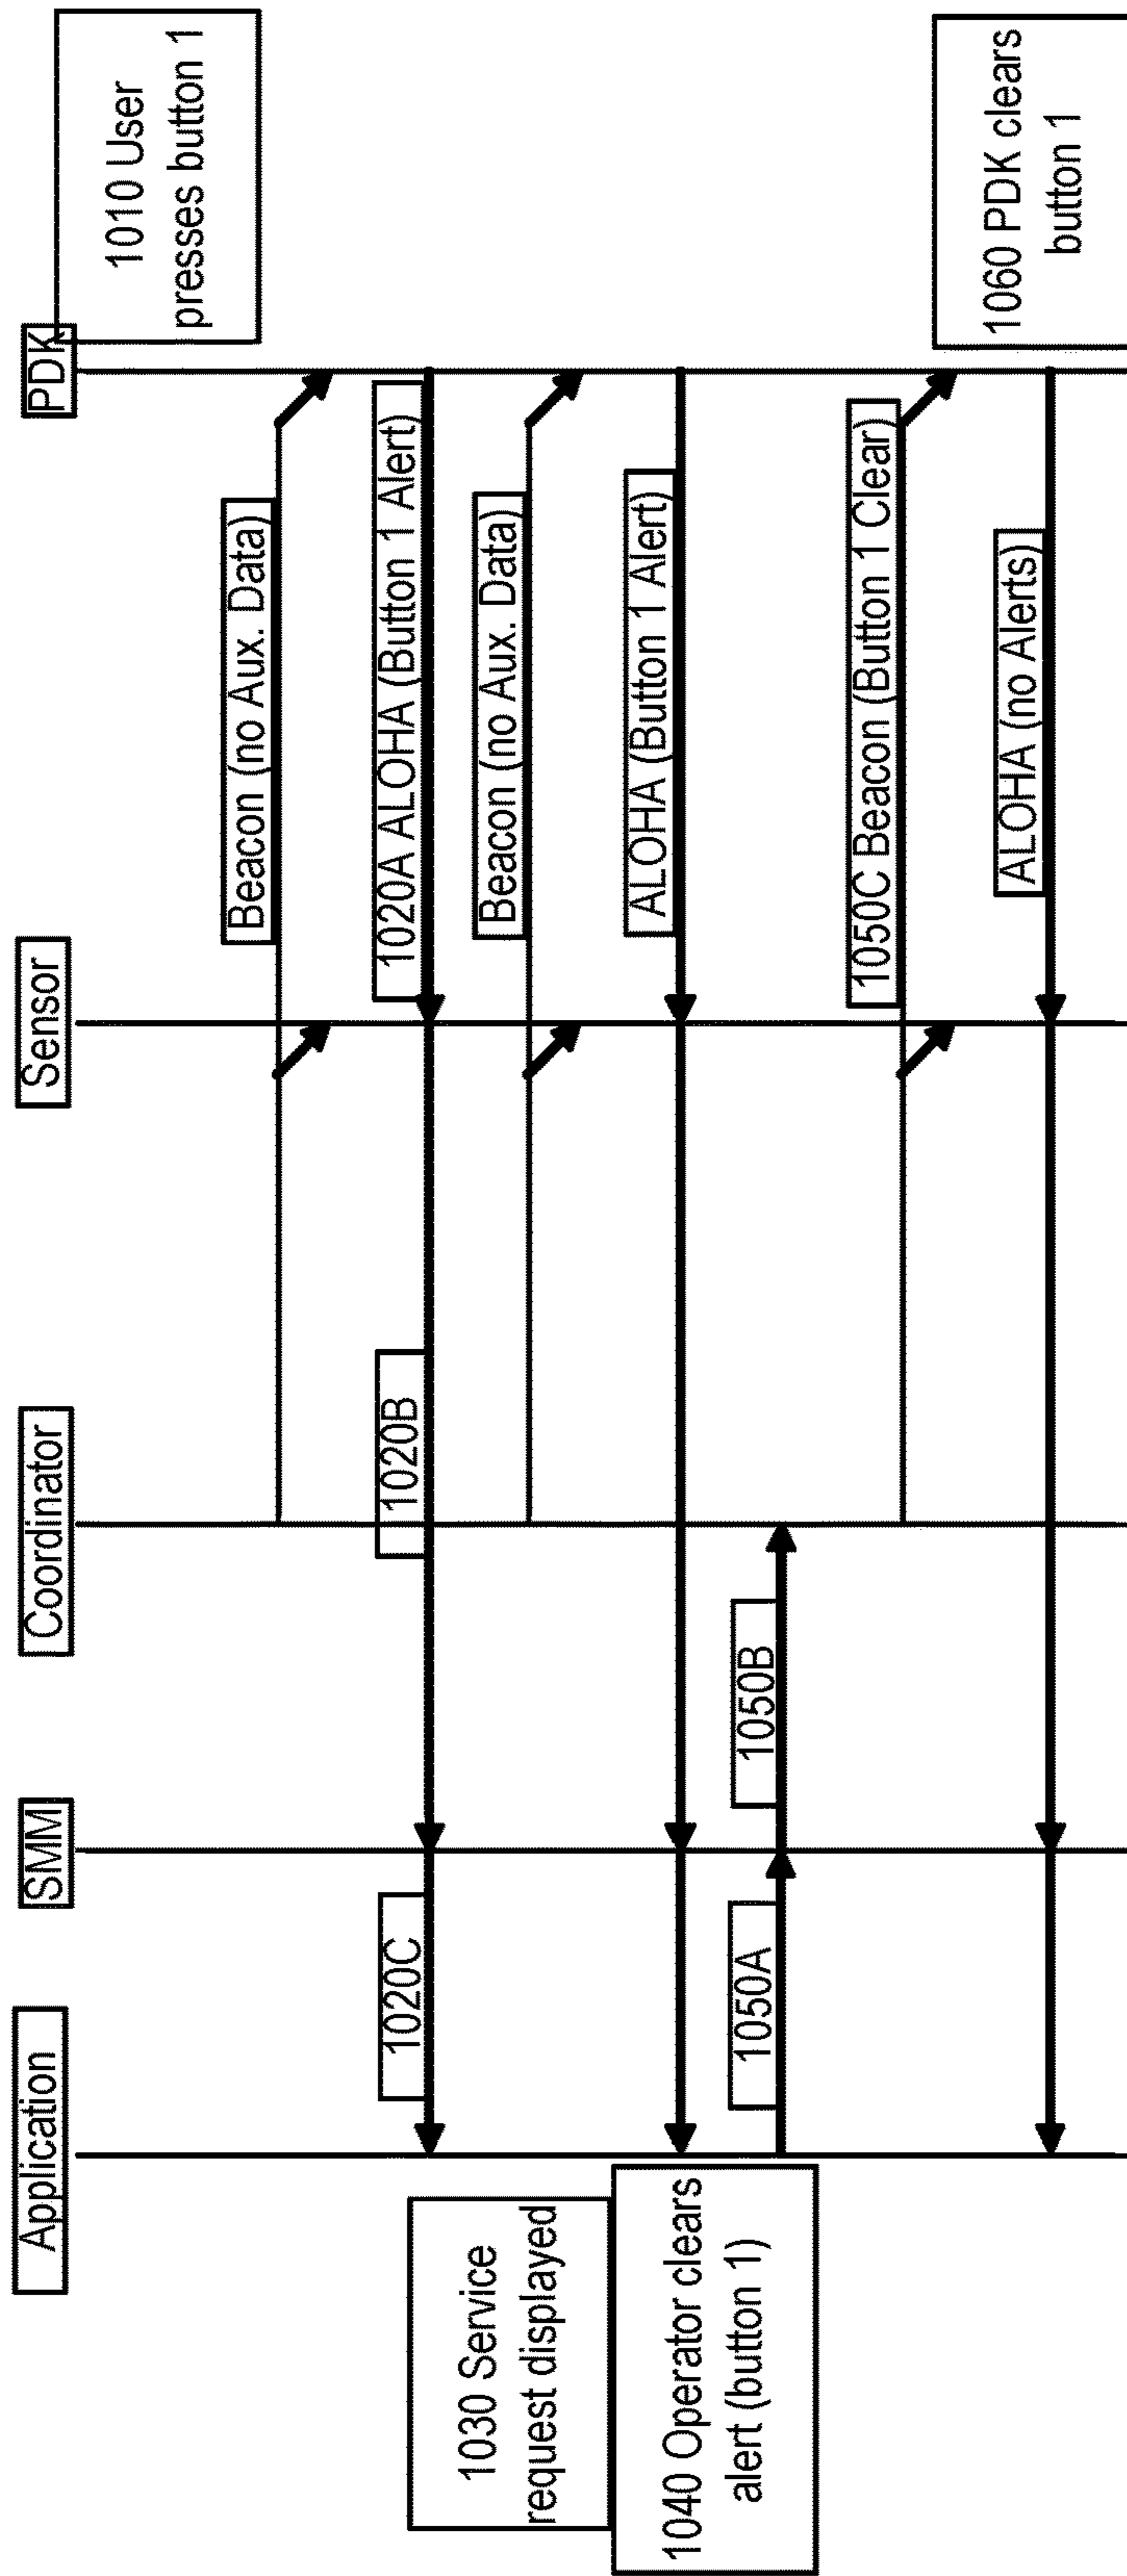 Application
SMM
Coordinator
Sensor
PDK
1010 User
presses button 1
Beacon (no Aux. Data)
1020C
1020B
1020A ALOHA (Button 1 Alert)
1030 Service
request displayed
Beacon (no Aux. Data)
ALOHA (Button 1 Alert)
1040 Operator clears
alert (button 1)
1050A
1050B
1050C Beacon (Button 1 Clear)
1060 PDK clears
button 1
ALOHA (no Alerts)